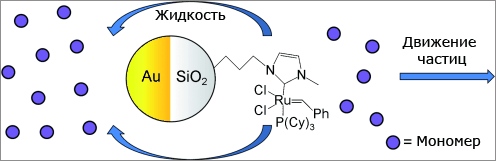 Жидкость
Движение
частиц
Au
SiO₂
N
N
Cl
Cl
Ru
Ph
P(Cy)₃
= Мономер